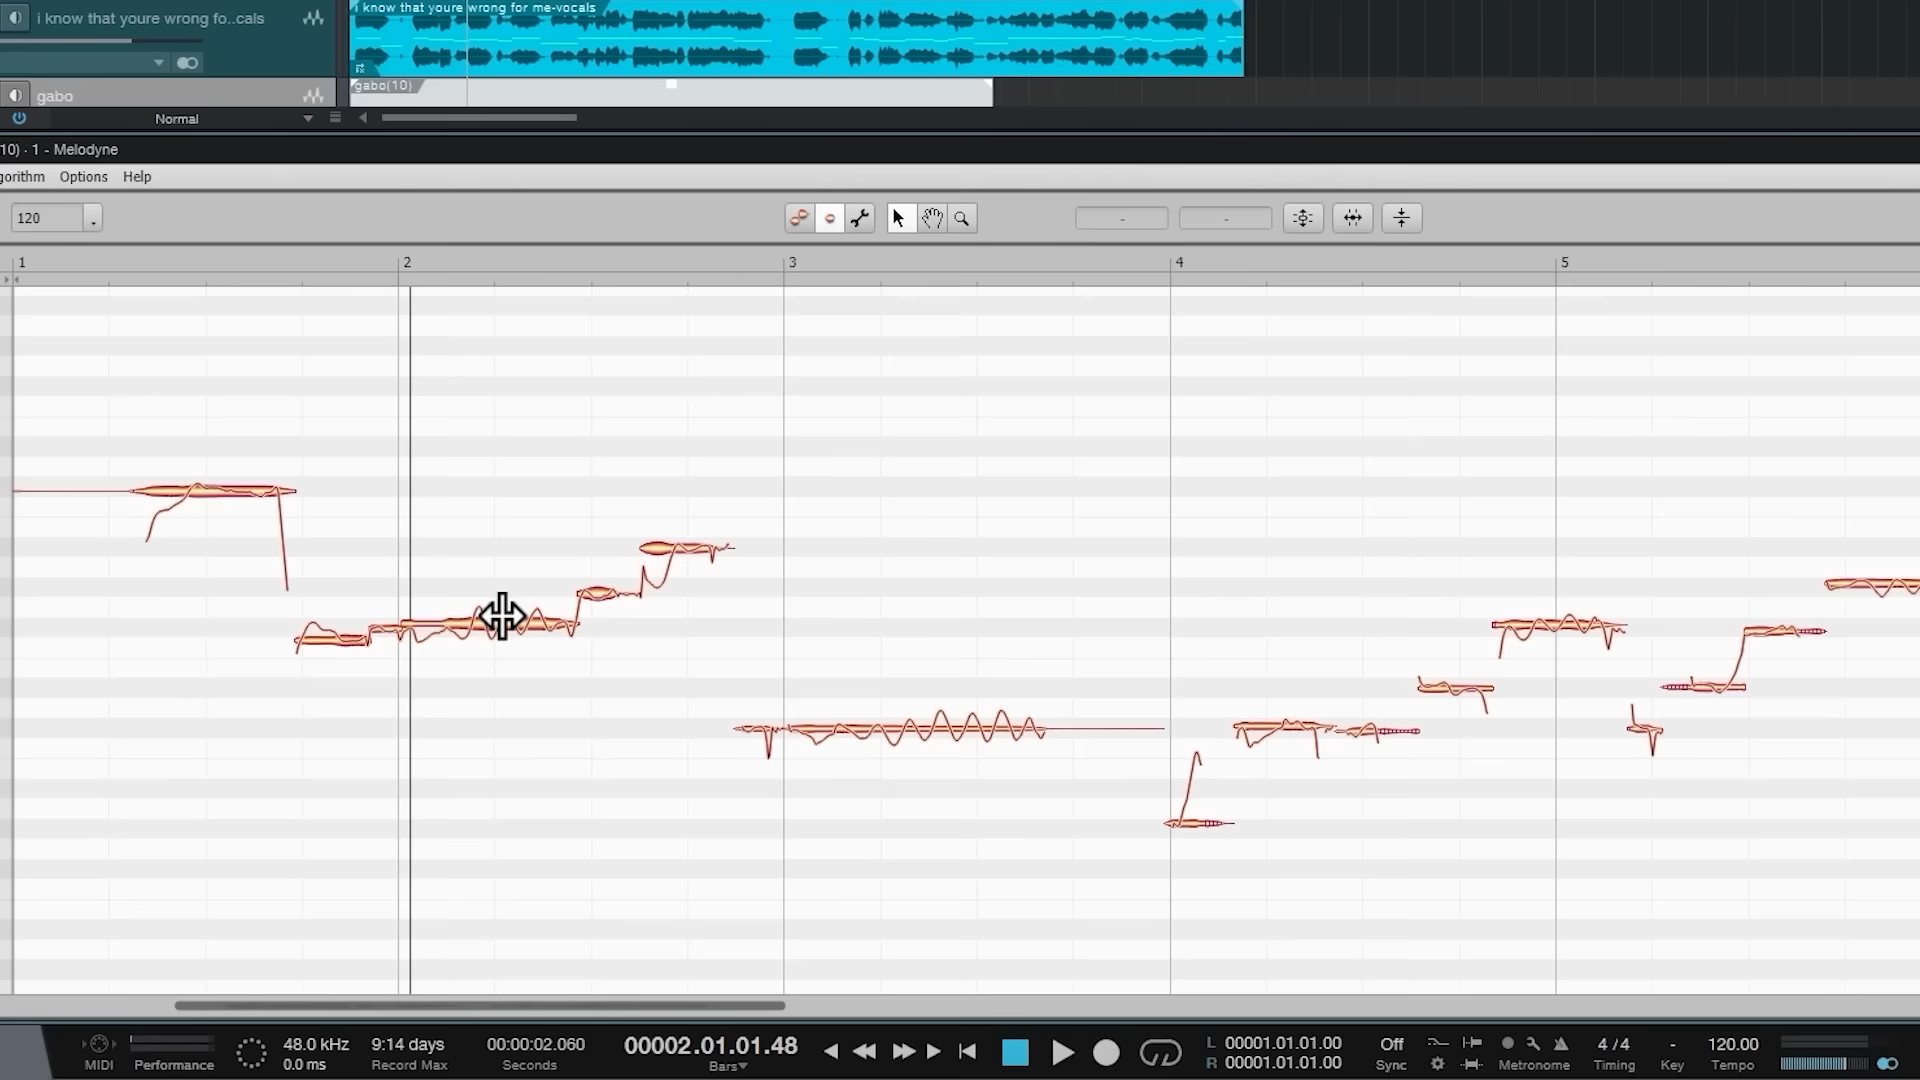 i know that youre wrong fo..cals
i know that youre wrong for me-vocals
gabo
gabo(10)
Normal
10) · 1 - Melodyne
gorithm Options Help
120
- -
1 2 3 4 5
MIDI
Performance
48.0 kHz
0.0 ms
9:14 days
Record Max
00:00:02.060
Seconds
00002.01.01.48
Bars
L 00001.01.01.00
R 00001.01.01.00
Off
Sync
Metronome
4 / 4
Timing
-
Key
120.00
Tempo